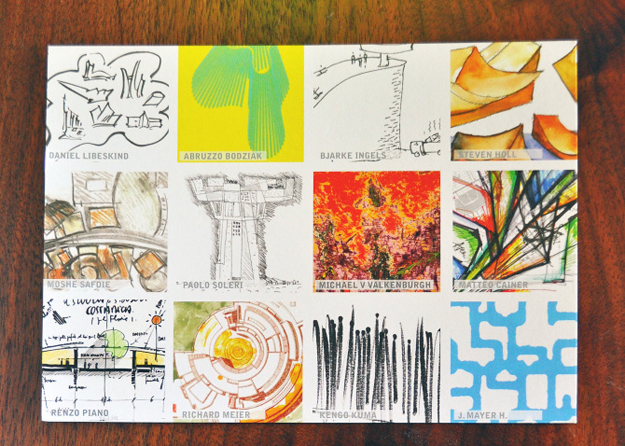 DANIEL LIBESKIND
ABRUZZO BODZIAK
BJARKE INGELS
STEVEN HOLL
MOSHE SAFDIE
PAOLO SOLERI
MICHAEL V VALKENBURGH
MATTEO CAINER
COSTANCIA
RENZO PIANO
RICHARD MEIER
KENGO KUMA
J. MAYER H.